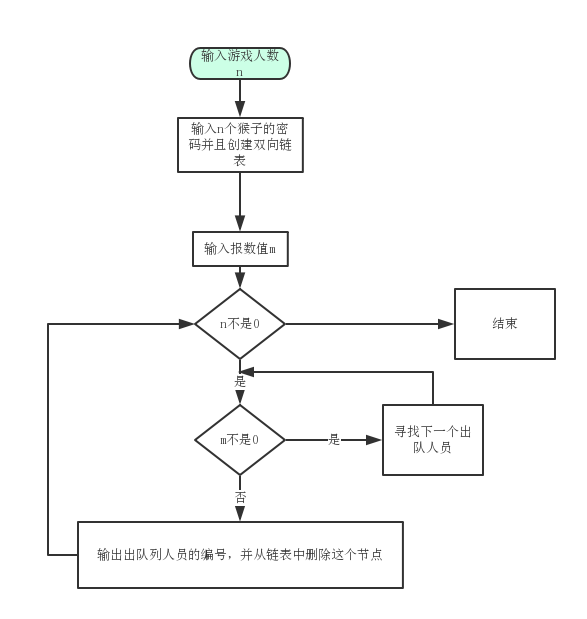 输入游戏人数
n
输入n个猴子的密
码并且创建双向链
表
输入报数值m
n不是0
结束
是
m不是0
是
寻找下一个出
队人员
否
输出出队列人员的编号，并从链表中删除这个节点